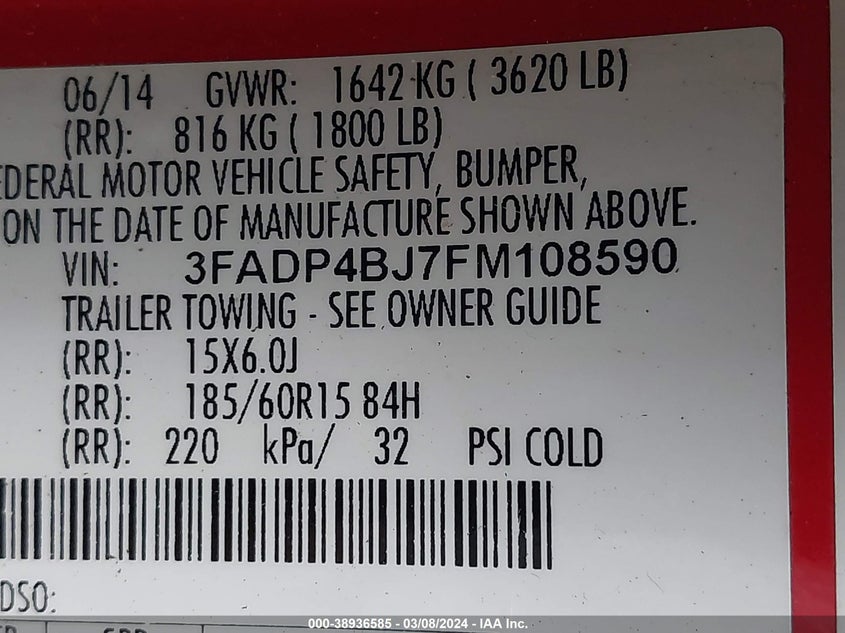 06/14 GVWR: 1642 KG ( 3620 LB)
(RR): 816 KG ( 1800 LB)
EDERAL MOTOR VEHICLE SAFETY, BUMPER,
ON THE DATE OF MANUFACTURE SHOWN ABOVE.
VIN: 3FADP4BJ7FM108590
TRAILER TOWING - SEE OWNER GUIDE
(RR): 15X6.0J
(RR): 185/60R15 84H
(RR): 220 kPa/ 32 PSI COLD
DSO:
000-38936585 - 03/08/2024 - IAA Inc.